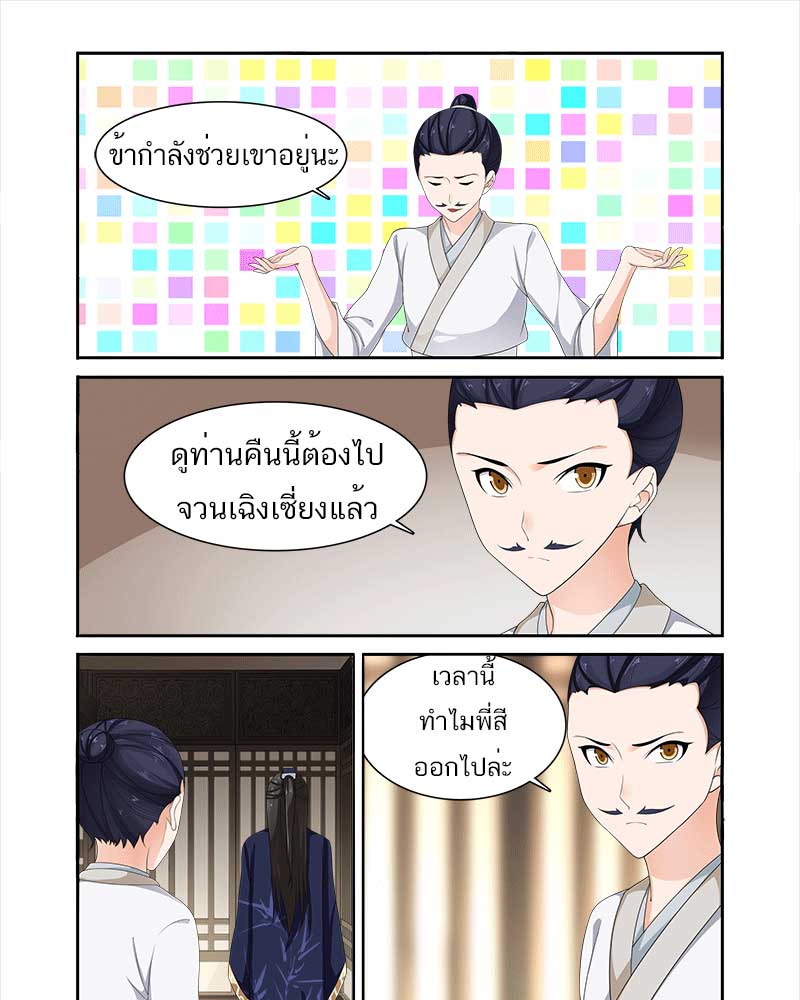 ข้ากำลังช่วยเขาอยู่นะ
ดูท่านคืนนี้ต้องไป
จวนเฉิงเซี่ยงแล้ว
เวลานี้
ทำไมพี่สี
ออกไปล่ะ